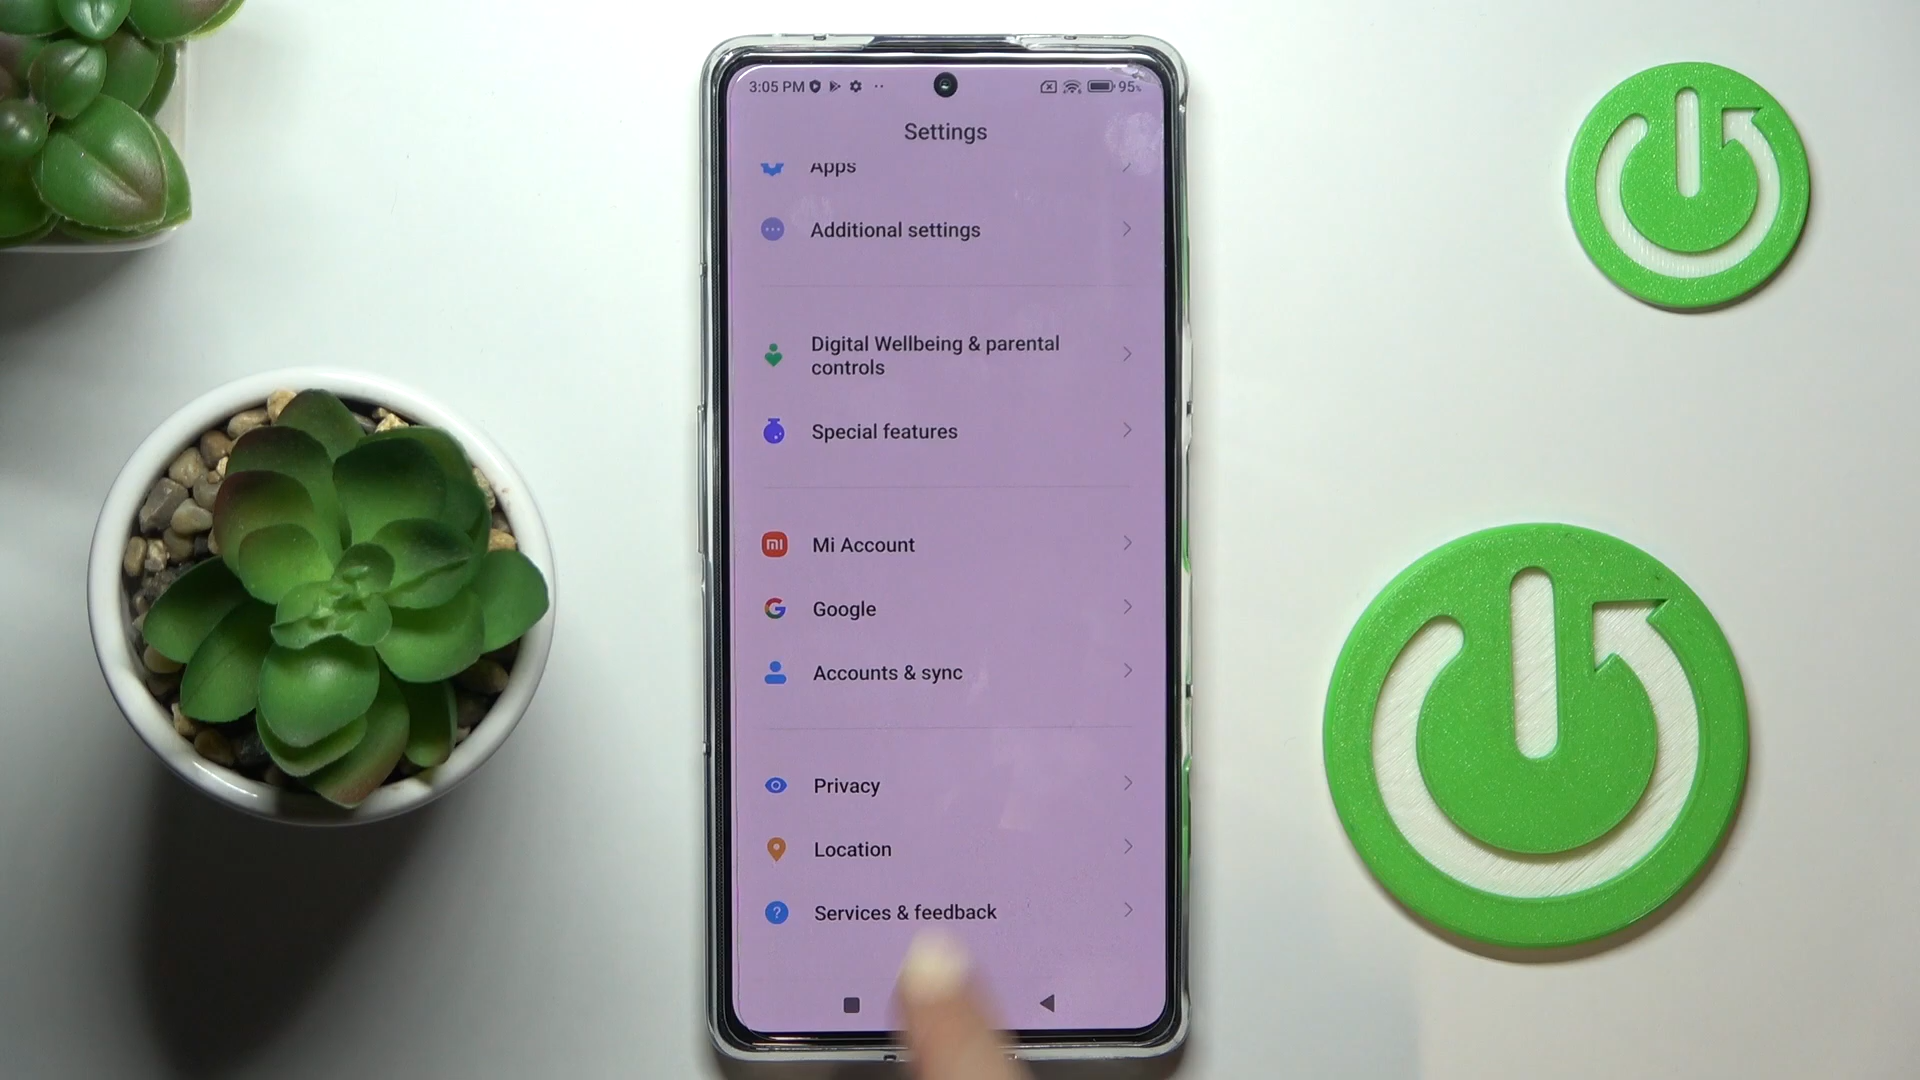 3:05 PM
95%
Settings
Apps
Additional settings
Digital Wellbeing & parental
controls
Special features
Mi Account
Google
Accounts & sync
Privacy
Location
Services & feedback